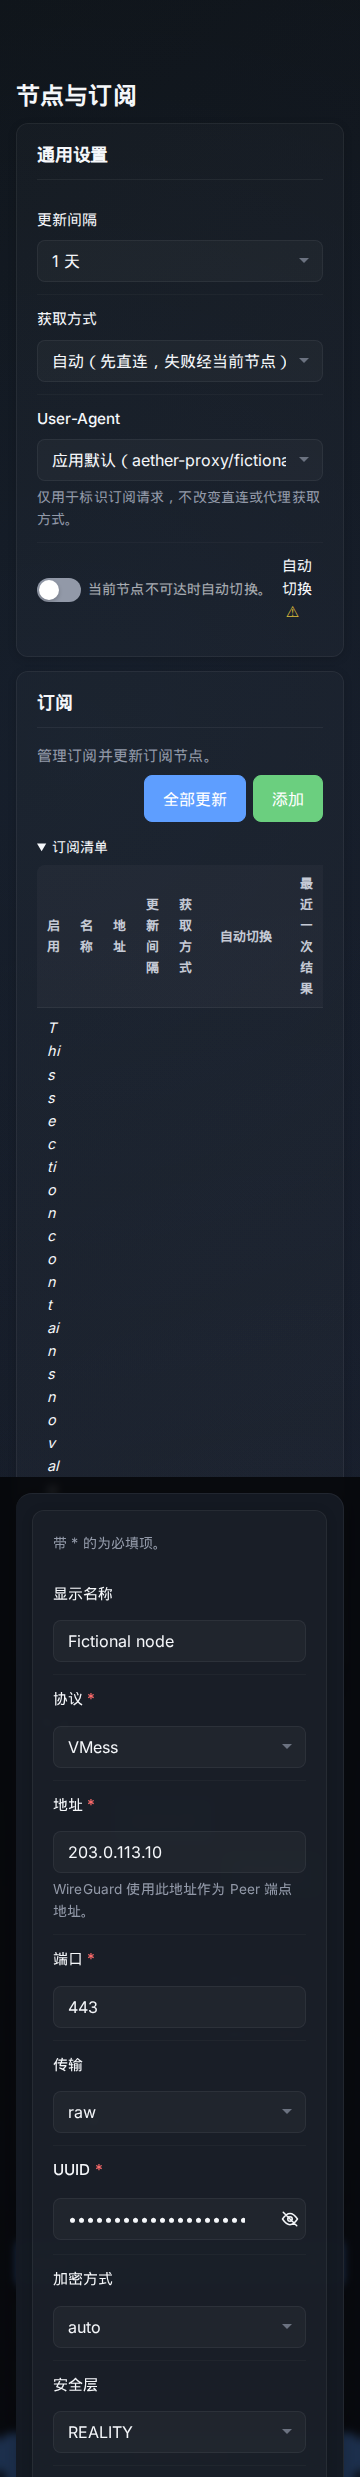 节点与订阅
通用设置
更新间隔
1 天
获取方式
自动（先直连，失败经当前节点）
User-Agent
应用默认（aether-proxy/fictiona
仅用于标识订阅请求，不改变直连或代理获取
方式。
当前节点不可达时自动切换。
自动
切换
⚠
订阅
管理订阅并更新订阅节点。
全部更新
添加
▼ 订阅清单
启用
名称
地址
更新间隔
获取方式
自动切换
最近一次结果
T
hi
s
s
e
c
ti
o
n
c
o
n
t
ai
n
s
n
o
v
al
带 * 的为必填项。
显示名称
Fictional node
协议 *
VMess
地址 *
203.0.113.10
WireGuard 使用此地址作为 Peer 端点
地址。
端口 *
443
传输
raw
UUID *
加密方式
auto
安全层
REALITY